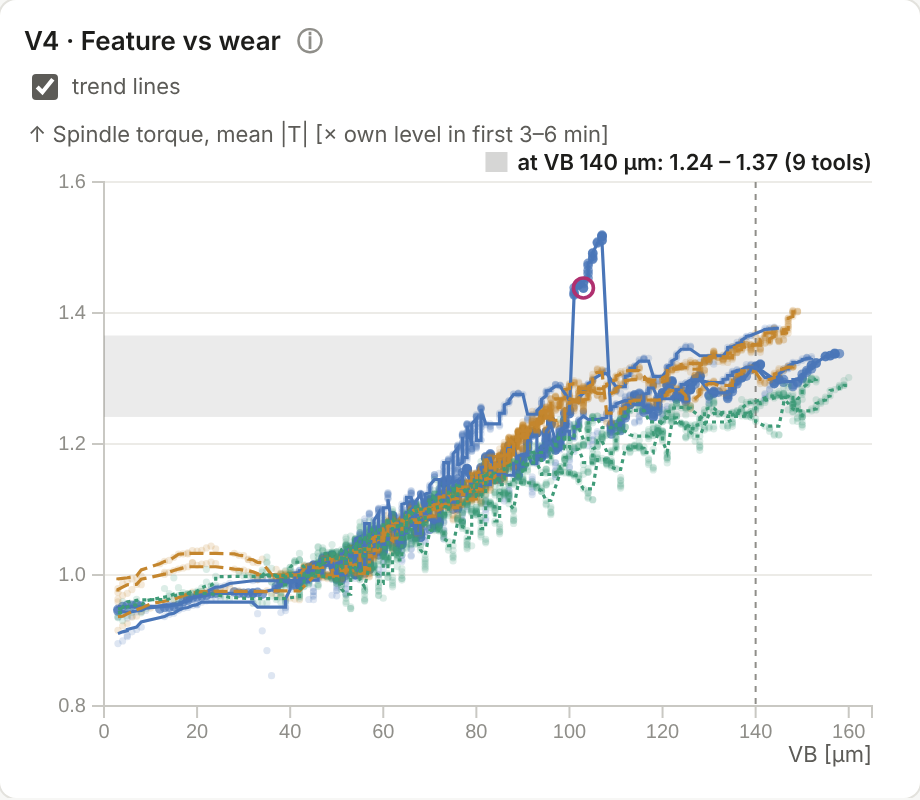 V4 · Feature vs wear ⓘ
trend lines
↑ Spindle torque, mean |T| [× own level in first 3–6 min]
at VB 140 µm: 1.24 – 1.37 (9 tools)
1.6
1.4
1.2
1.0
0.8
0 20 40 60 80 100 120 140 160
VB [µm]